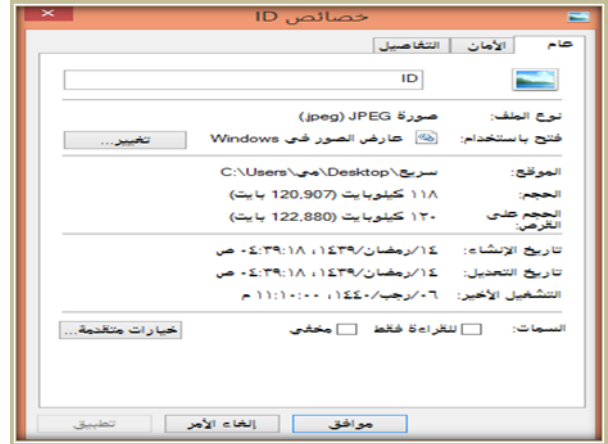 خصائص ID
عام الأمان التفاصيل
ID
نوع الملف: صورة JPEG (.jpeg)
فتح باستخدام: عارض الصور في Windows تغيير...
الموقع: C:\Users\مي\Desktop\سريع
الحجم: ١١٨ كيلوبايت (120,907 بايت)
الحجم على القرص: ١٢٠ كيلوبايت (122,880 بايت)
تاريخ الإنشاء: ١٤/رمضان/١٤٣٩، ٠٤:٣٩:١٨ ص
تاريخ التعديل: ١٤/رمضان/١٤٣٩، ٠٤:٣٩:١٨ ص
التشغيل الأخير: ٠٦/رجب/١٤٤٠، ١١:١٠:٠٠ م
السمات: للقراءة فقط مخفي خيارات متقدمة...
موافق إلغاء الأمر تطبيق